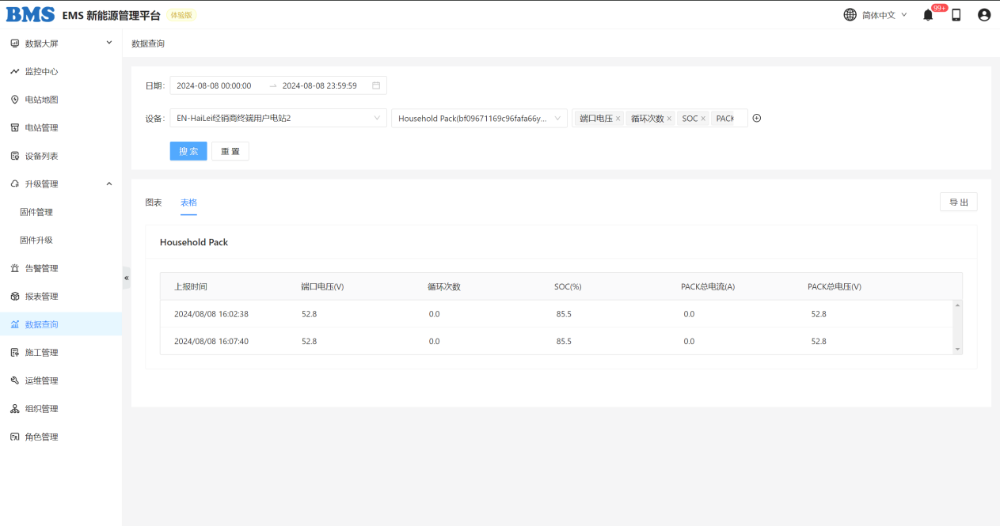 BMS EMS 新能源管理平台 体验版 简体中文 99+
数据大屏
监控中心
电站地图
电站管理
设备列表
升级管理
固件管理
固件升级
告警管理
报表管理
数据查询
施工管理
运维管理
组织管理
角色管理
数据查询
日期: 2024-08-08 00:00:00 → 2024-08-08 23:59:59
设备: EN-HaiLei经销商终端用户电站2 Household Pack(bf09671169c96fafa66y... 端口电压 × 循环次数 × SOC × PACK
搜 索 重 置
图表 表格 导 出
Household Pack
上报时间 端口电压(V) 循环次数 SOC(%) PACK总电流(A) PACK总电压(V)
2024/08/08 16:02:38 52.8 0.0 85.5 0.0 52.8
2024/08/08 16:07:40 52.8 0.0 85.5 0.0 52.8
«